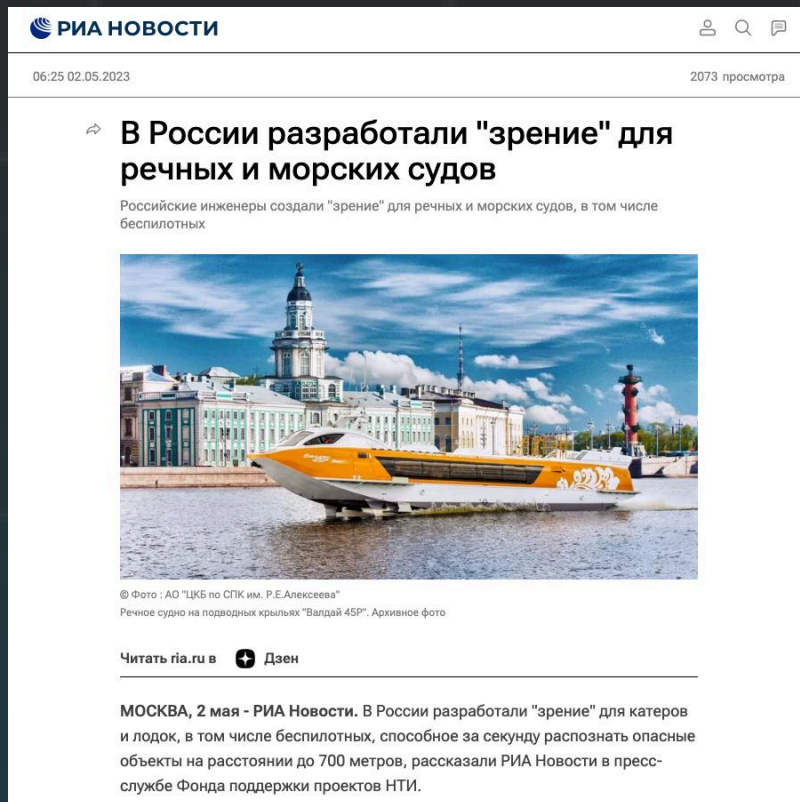 РИА НОВОСТИ
06:25 02.05.2023
2073 просмотра
В России разработали "зрение" для
речных и морских судов
Российские инженеры создали "зрение" для речных и морских судов, в том числе
беспилотных
© Фото : АО "ЦКБ по СПК им. Р.Е.Алексеева"
Речное судно на подводных крыльях "Валдай 45Р". Архивное фото
Читать ria.ru в Дзен
МОСКВА, 2 мая - РИА Новости. В России разработали "зрение" для катеров
и лодок, в том числе беспилотных, способное за секунду распознать опасные
объекты на расстоянии до 700 метров, рассказали РИА Новости в пресс-
службе Фонда поддержки проектов НТИ.